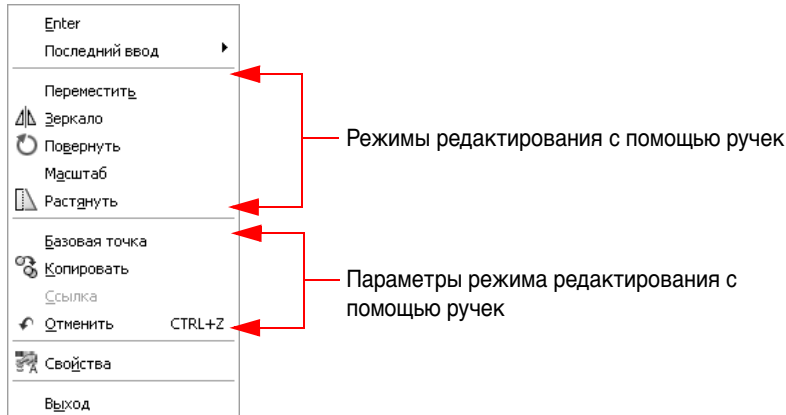 Enter
Последний ввод
Переместить
Зеркало
Повернуть
Масштаб
Растянуть
Режимы редактирования с помощью ручек
Базовая точка
Копировать
Ссылка
Отменить CTRL+Z
Параметры режима редактирования с
помощью ручек
Свойства
Выход